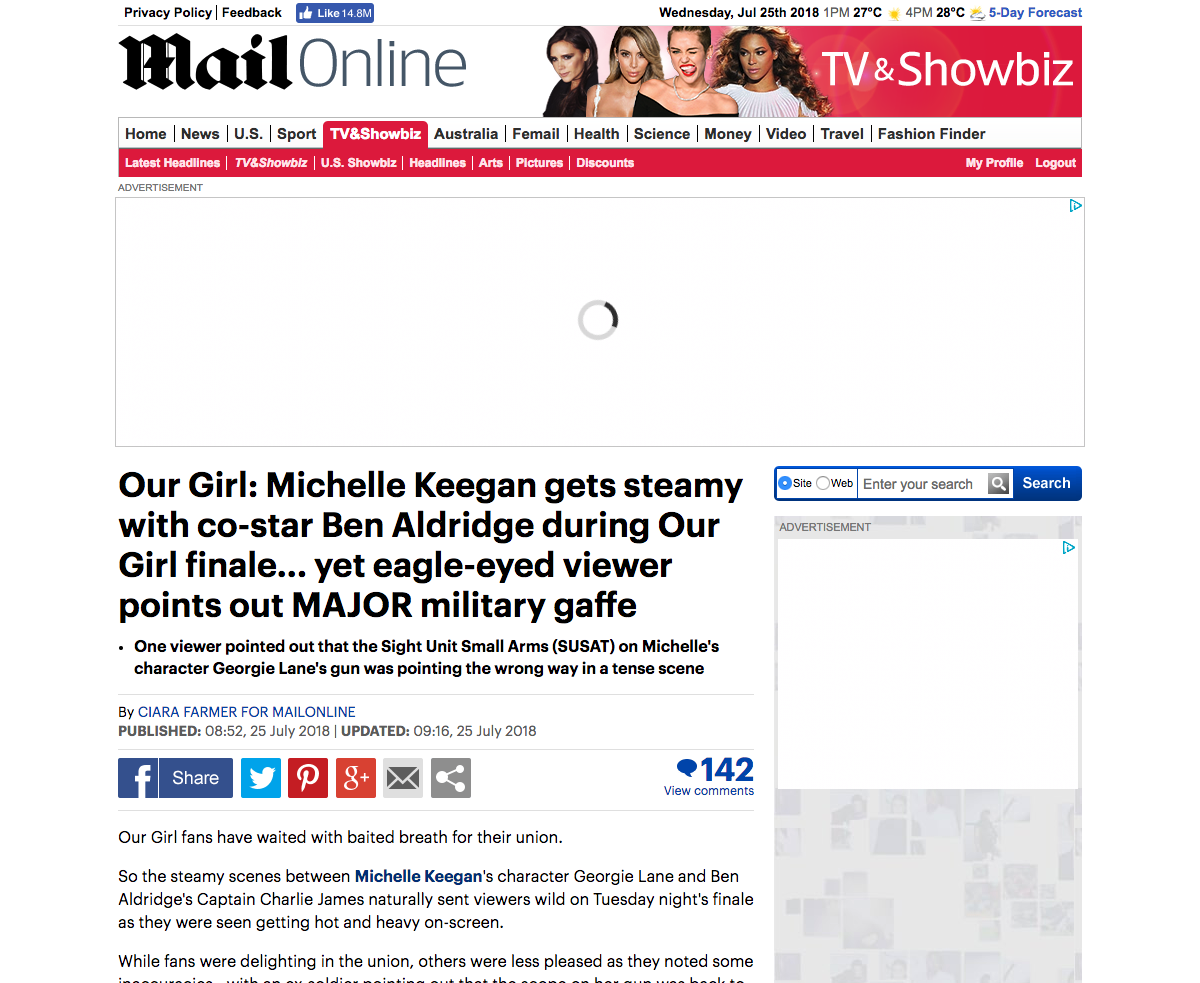 Privacy Policy | Feedback Like 14.8M Wednesday, Jul 25th 2018 1PM 27°C 4PM 28°C 5-Day Forecast
Mail Online TV&Showbiz
Home News U.S. Sport TV&Showbiz Australia Femail Health Science Money Video Travel Fashion Finder
Latest Headlines TV&Showbiz U.S. Showbiz Headlines Arts Pictures Discounts My Profile Logout
ADVERTISEMENT
Our Girl: Michelle Keegan gets steamy
with co-star Ben Aldridge during Our
Girl finale... yet eagle-eyed viewer
points out MAJOR military gaffe
• One viewer pointed out that the Sight Unit Small Arms (SUSAT) on Michelle's
character Georgie Lane's gun was pointing the wrong way in a tense scene
By CIARA FARMER FOR MAILONLINE
PUBLISHED: 08:52, 25 July 2018 | UPDATED: 09:16, 25 July 2018
f Share g+ 142
View comments
Our Girl fans have waited with baited breath for their union.
So the steamy scenes between Michelle Keegan's character Georgie Lane and Ben
Aldridge's Captain Charlie James naturally sent viewers wild on Tuesday night's finale
as they were seen getting hot and heavy on-screen.
While fans were delighting in the union, others were less pleased as they noted some
Site Web Enter your search Search
ADVERTISEMENT